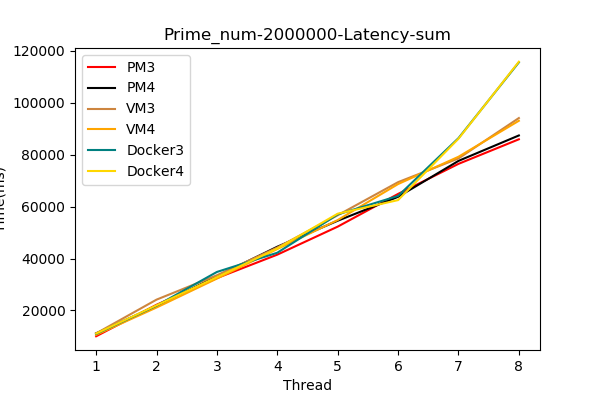 Prime_num-2000000-Latency-sum
120000
100000
80000
60000
40000
20000
PM3
PM4
VM3
VM4
Docker3
Docker4
1 2 3 4 5 6 7 8
Thread